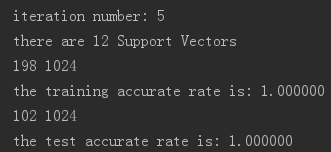 iteration number: 5
there are 12 Support Vectors
198 1024
the training accurate rate is: 1.000000
102 1024
the test accurate rate is: 1.000000